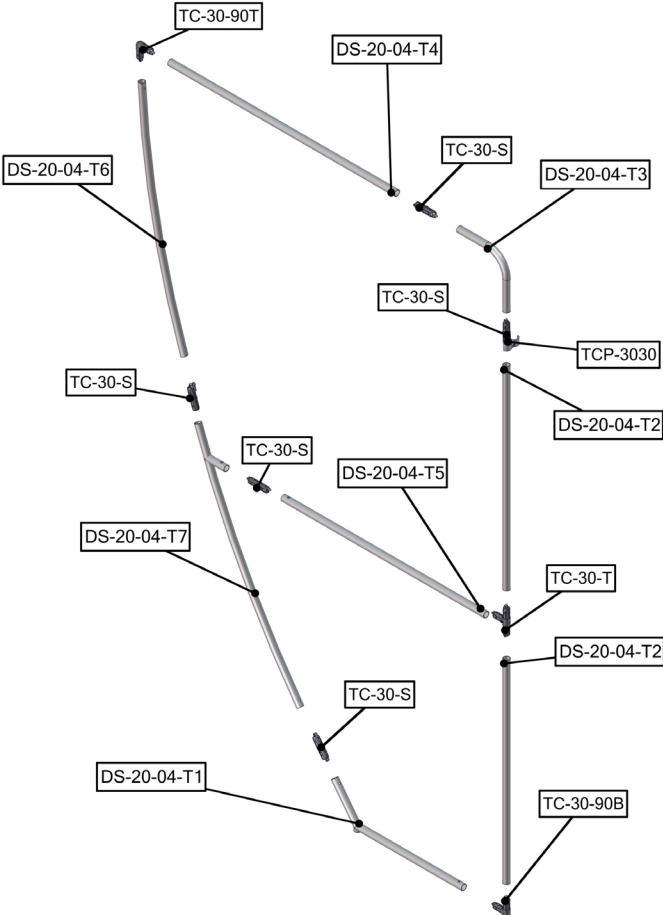 TC-30-90T
DS-20-04-T4
TC-30-S
DS-20-04-T6
DS-20-04-T3
TC-30-S
TCP-3030
TC-30-S
DS-20-04-T2
TC-30-S
DS-20-04-T5
DS-20-04-T7
TC-30-T
DS-20-04-T2
TC-30-S
DS-20-04-T1
TC-30-90B